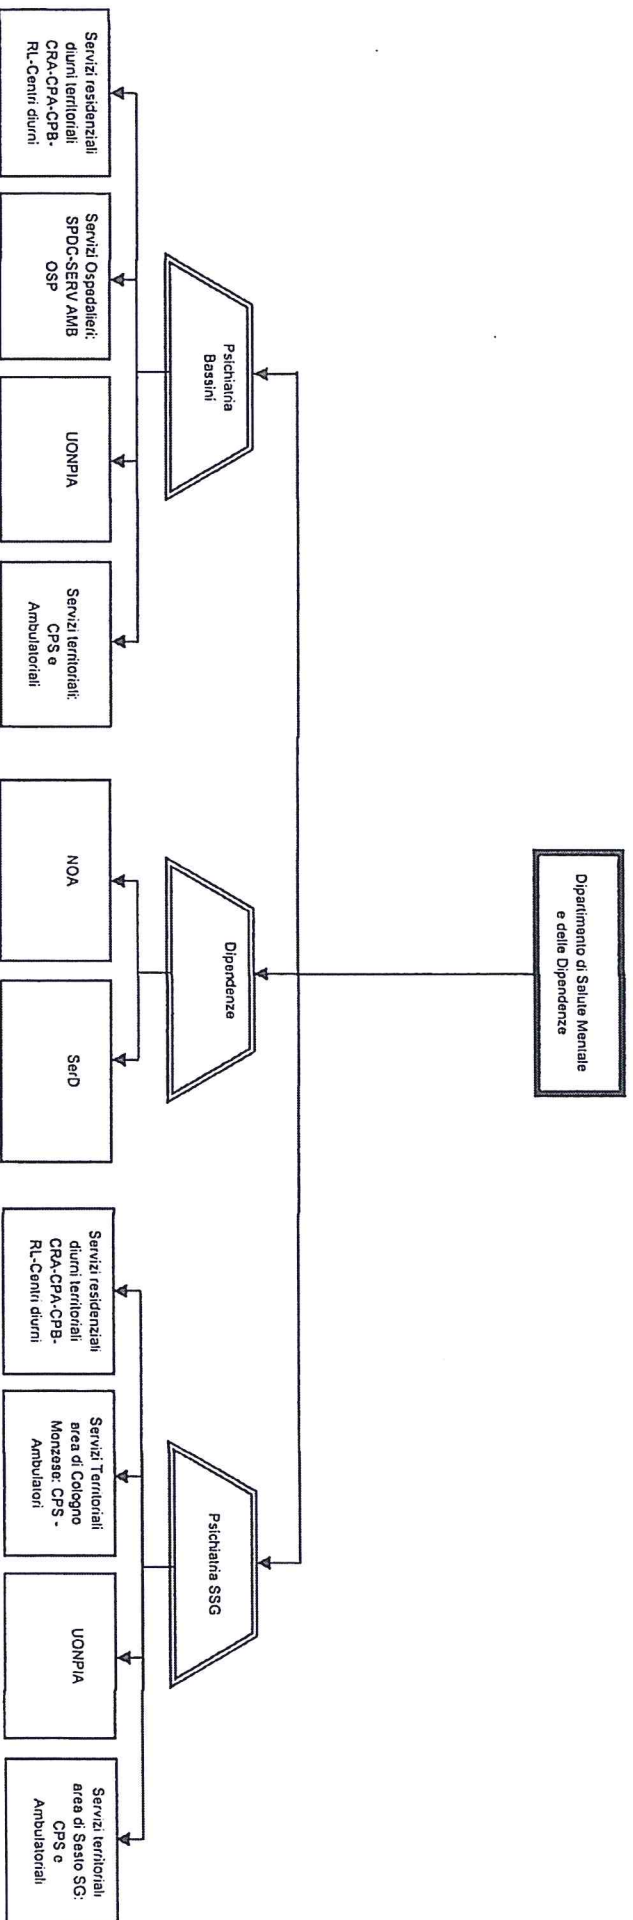 Dipartimento di Salute Mentale
e delle Dipendenze
Psichiatria
Bassini
Dipendenze
Psichiatria SSG
Servizi residenziali
diurni territoriali
CRA-CPA-CPB-
RL-Centri diurni
Servizi Ospedalieri:
SPDC-SERV AMB
OSP
UONPIA
Servizi territoriali:
CPS e
Ambulatoriali
NOA
SerD
Servizi residenziali
diurni territoriali
CRA-CPA-CPB-
RL-Centri diurni
Servizi Territoriali
area di Cologno
Monzese: CPS -
Ambulatori
UONPIA
Servizi territoriali
area di Sesto SG:
CPS e
Ambulatoriali